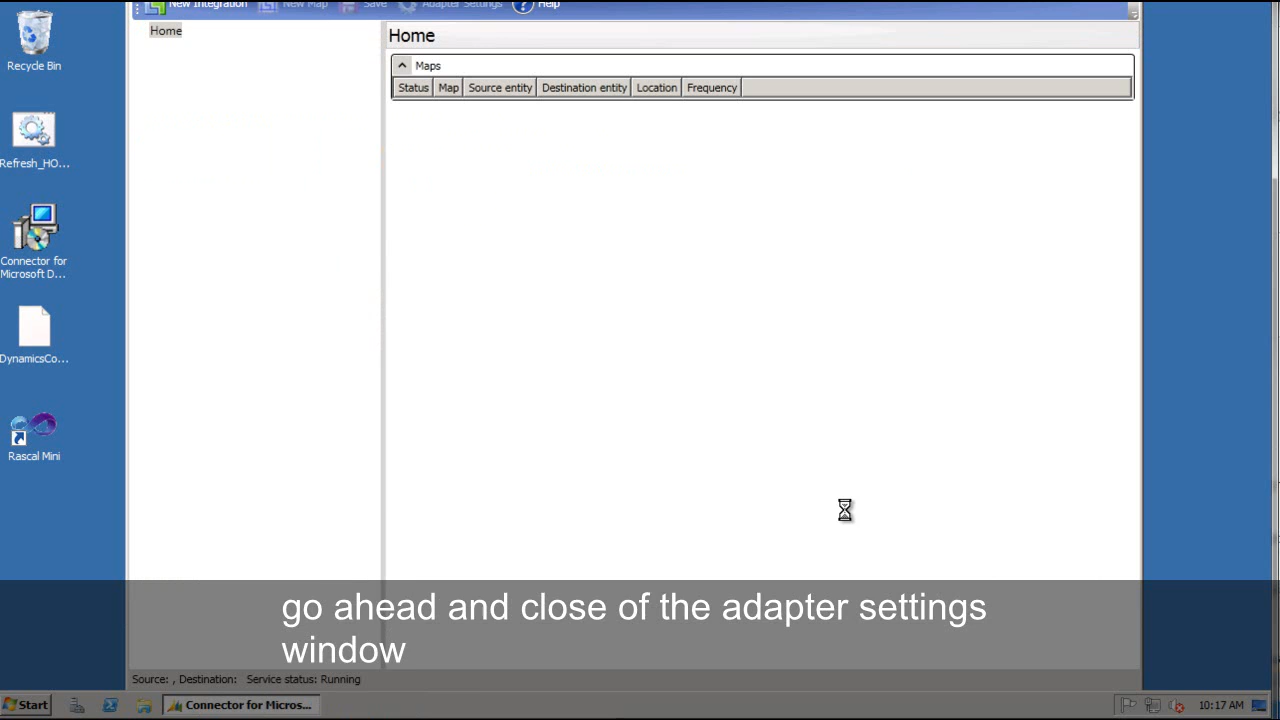 New Integration New Map Save Adapter Settings Help
Recycle Bin
Home
Home
Maps
Status Map Source entity Destination entity Location Frequency
Refresh_HO...
Connector for
Microsoft D...
DynamicsCo...
Rascal Mini
go ahead and close of the adapter settings
window
Source: , Destination: Service status: Running
Start Connector for Micros... 10:17 AM